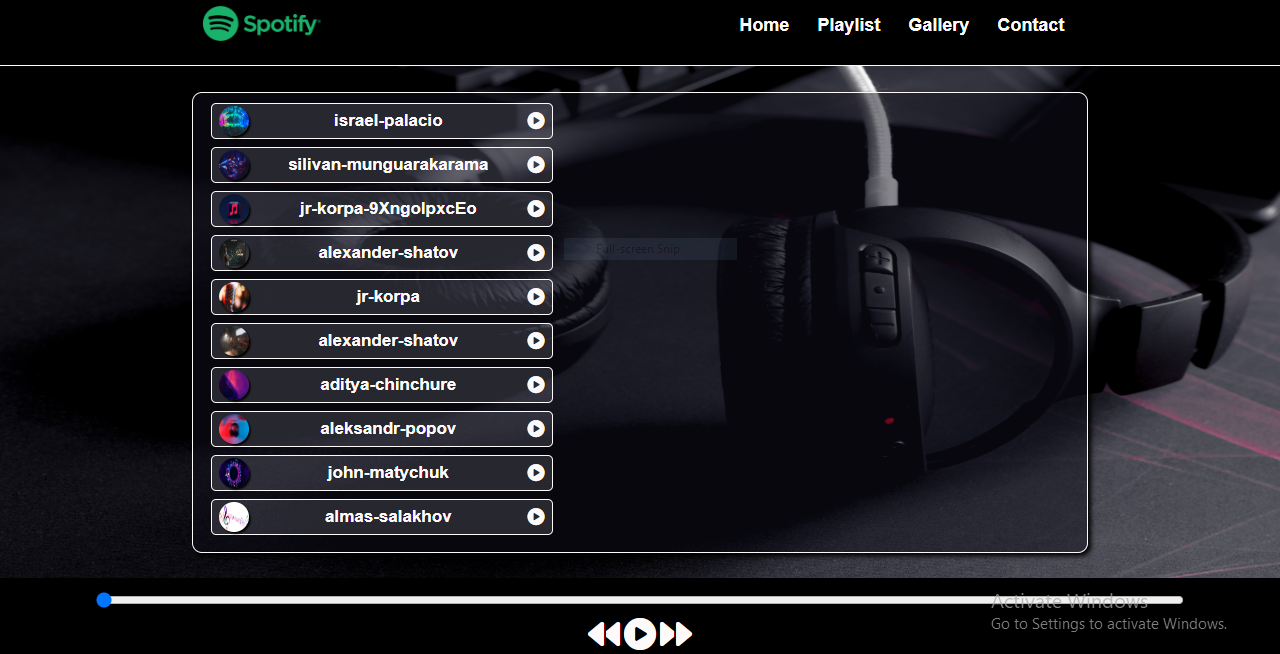 Spotify
Home Playlist Gallery Contact
israel-palacio
silivan-munguarakarama
jr-korpa-9XngoIpxcEo
alexander-shatov
Full-screen Snip
jr-korpa
alexander-shatov
aditya-chinchure
aleksandr-popov
john-matychuk
almas-salakhov
Activate Windows
Go to Settings to activate Windows.